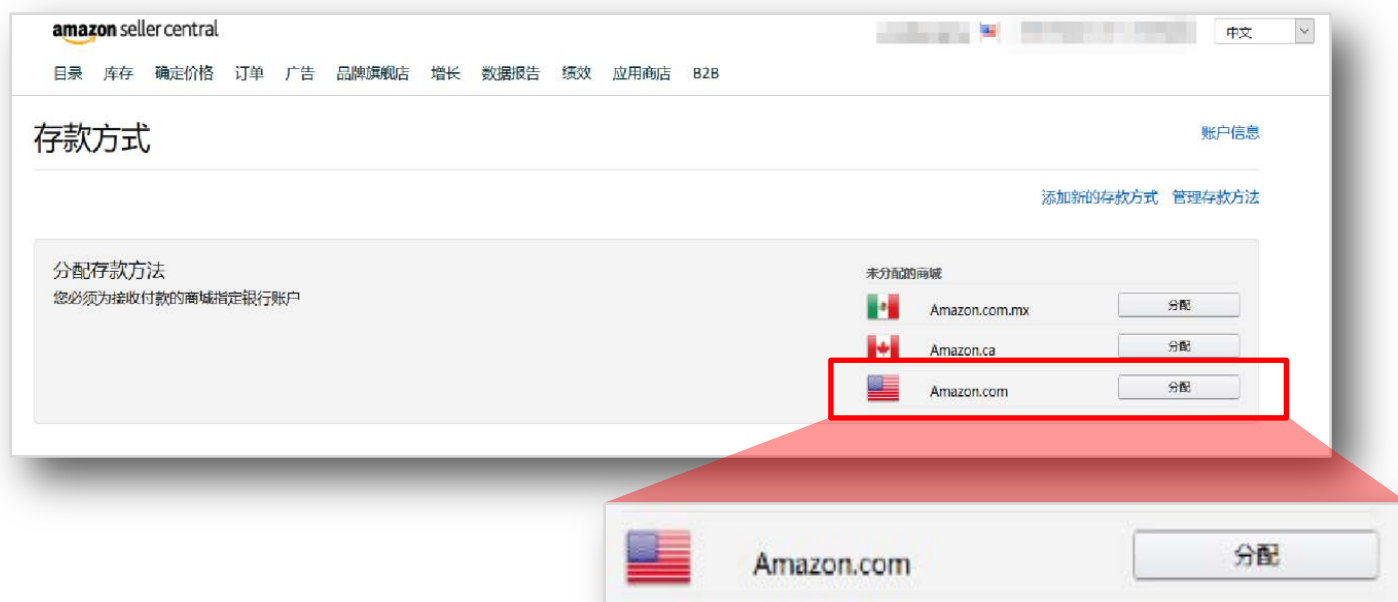 amazon seller central
中文
目录 库存 确定价格 订单 广告 品牌旗舰店 增长 数据报告 绩效 应用商店 B2B
存款方式
账户信息
添加新的存款方式 管理存款方法
分配存款方法
您必须为接收付款的商城指定银行账户
未分配的商城
Amazon.com.mx 分配
Amazon.ca 分配
Amazon.com 分配
Amazon.com 分配